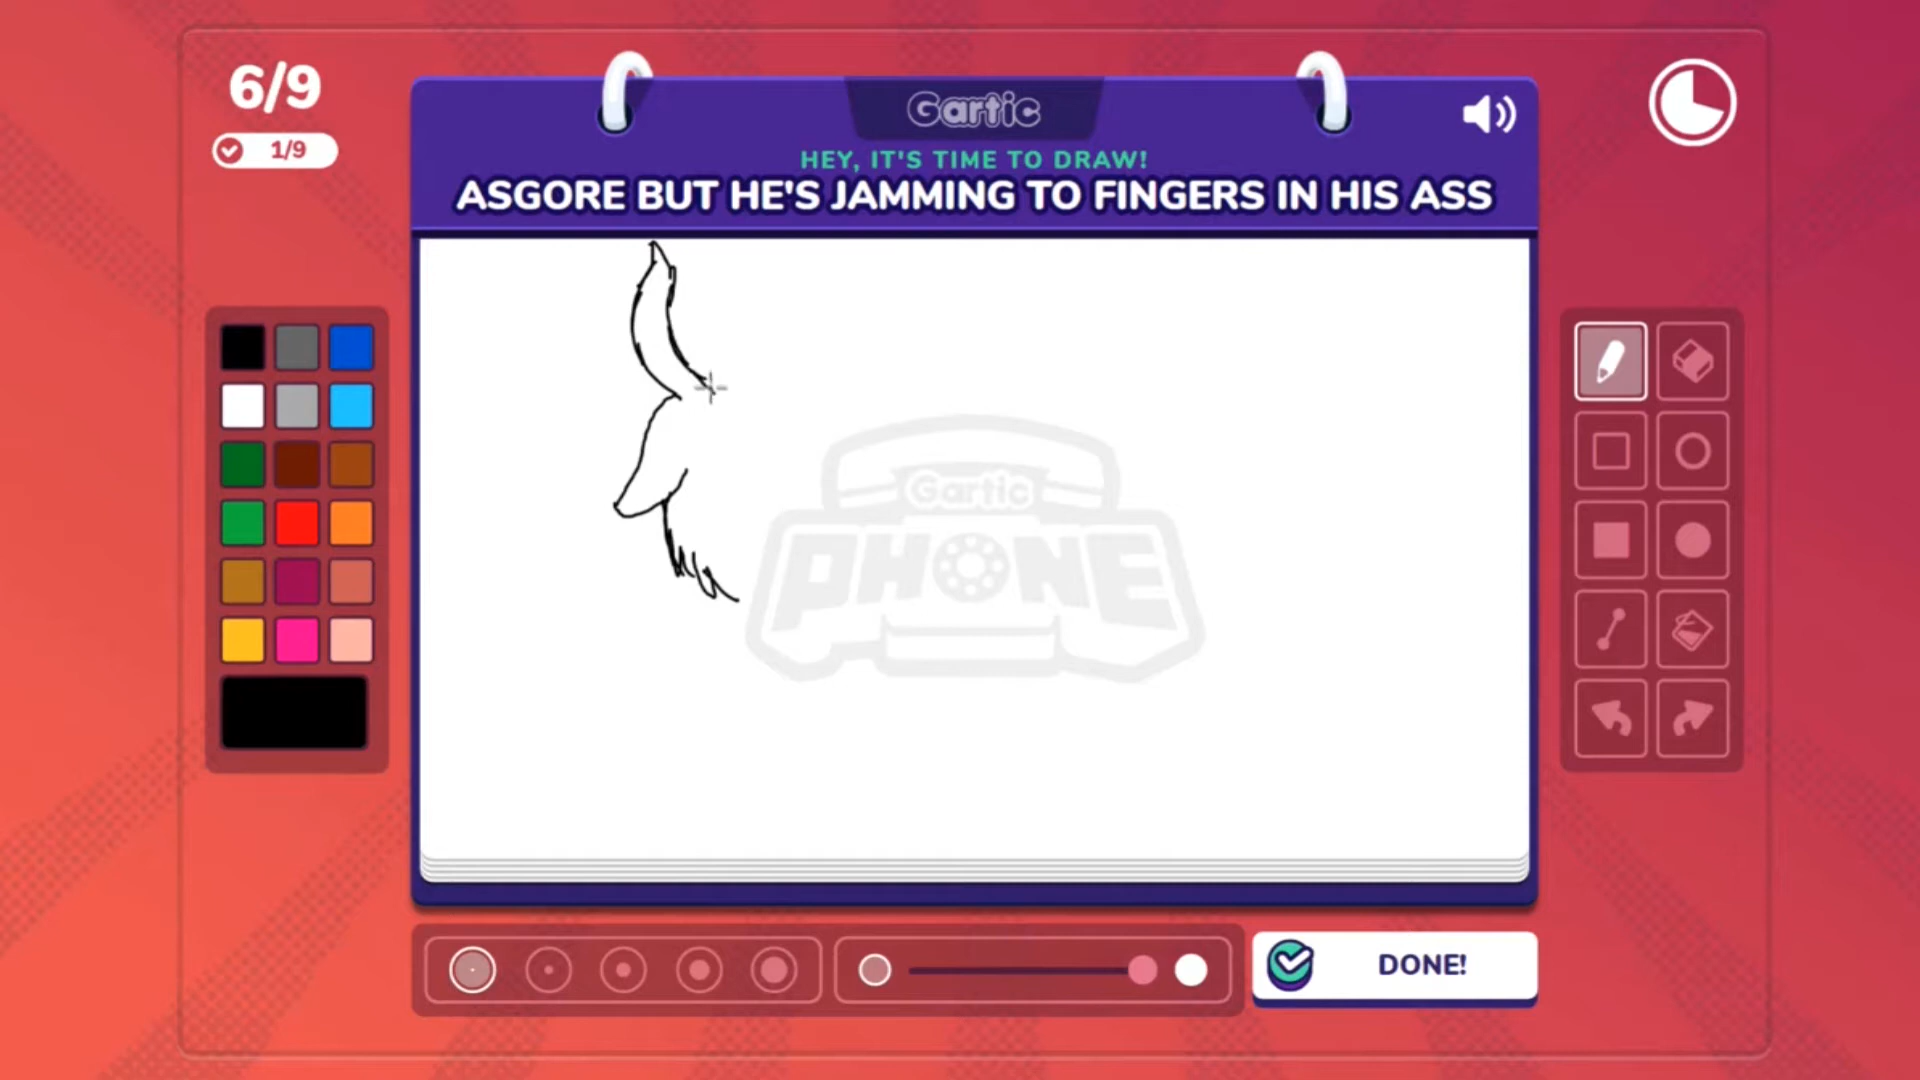 6/9
1/9
Gartic
HEY, IT'S TIME TO DRAW!
ASGORE BUT HE'S JAMMING TO FINGERS IN HIS ASS
Gartic
PHONE
DONE!